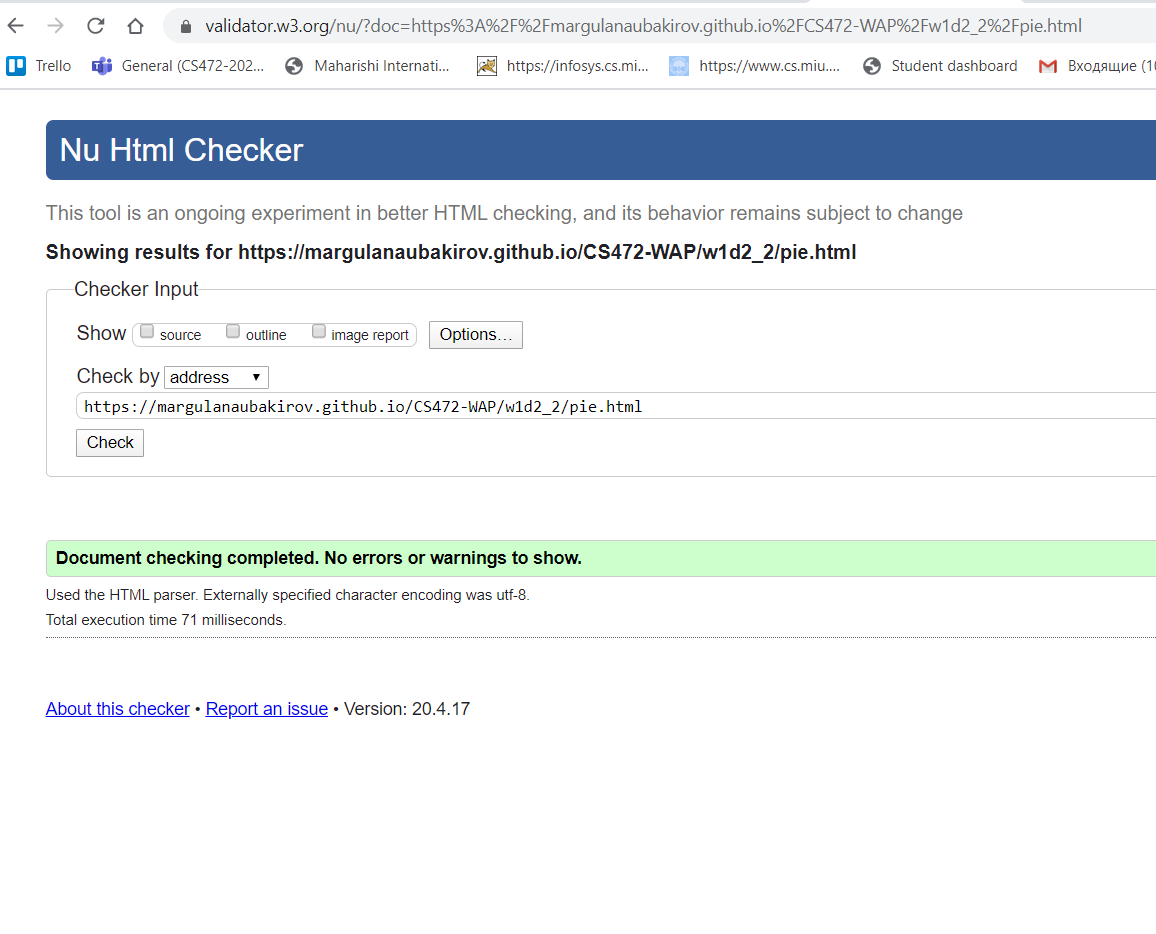 validator.w3.org/nu/?doc=https%3A%2F%2Fmargulanaubakirov.github.io%2FCS472-WAP%2Fw1d2_2%2Fpie.html
Trello General (CS472-202... Maharishi Internati... https://infosys.cs.mi... https://www.cs.miu.... Student dashboard Входящие (10
Nu Html Checker
This tool is an ongoing experiment in better HTML checking, and its behavior remains subject to change
Showing results for https://margulanaubakirov.github.io/CS472-WAP/w1d2_2/pie.html
Checker Input
Show source outline image report Options...
Check by address
https://margulanaubakirov.github.io/CS472-WAP/w1d2_2/pie.html
Check
Document checking completed. No errors or warnings to show.
Used the HTML parser. Externally specified character encoding was utf-8.
Total execution time 71 milliseconds.
About this checker • Report an issue • Version: 20.4.17